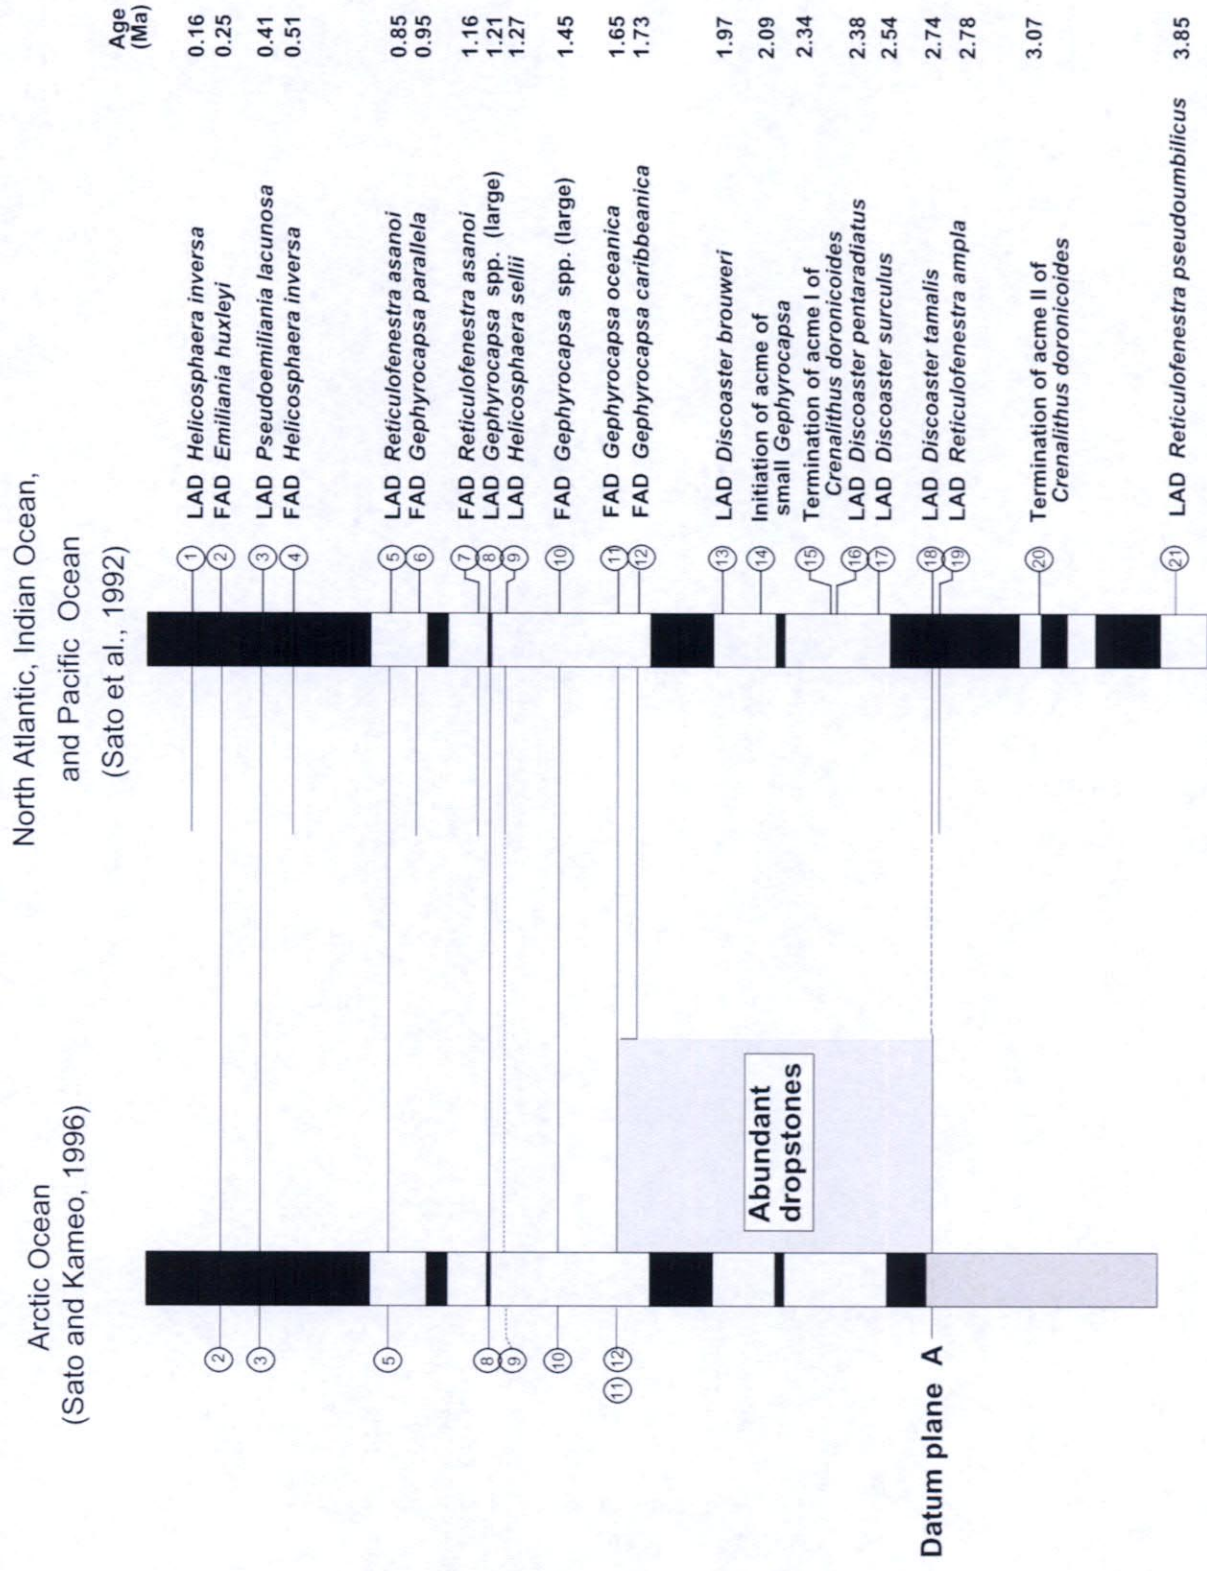 Arctic Ocean
(Sato and Kameo, 1996)
North Atlantic, Indian Ocean,
and Pacific Ocean
(Sato et al., 1992)
Age
(Ma)
① LAD Helicosphaera inversa 0.16
② ② FAD Emiliania huxleyi 0.25
③ ③ LAD Pseudoemiliania lacunosa 0.41
④ FAD Helicosphaera inversa 0.51
⑤ ⑤ LAD Reticulofenestra asanoi 0.85
⑥ FAD Gephyrocapsa parallela 0.95
⑦ FAD Reticulofenestra asanoi 1.16
⑧ ⑧ LAD Gephyrocapsa spp. (large) 1.21
⑨ ⑨ LAD Helicosphaera sellii 1.27
⑩ ⑩ FAD Gephyrocapsa spp. (large) 1.45
⑪ ⑫ ⑪ FAD Gephyrocapsa oceanica 1.65
⑫ FAD Gephyrocapsa caribbeanica 1.73
⑬ LAD Discoaster brouweri 1.97
⑭ Initiation of acme of 2.09
small Gephyrocapsa
⑮ Termination of acme I of 2.34
Crenalithus doronicoides
⑯ LAD Discoaster pentaradiatus 2.38
⑰ LAD Discoaster surculus 2.54
Abundant
dropstones
Datum plane A ⑱ LAD Discoaster tamalis 2.74
⑲ LAD Reticulofenestra ampla 2.78
⑳ Termination of acme II of 3.07
Crenalithus doronicoides
㉑ LAD Reticulofenestra pseudoumbilicus 3.85